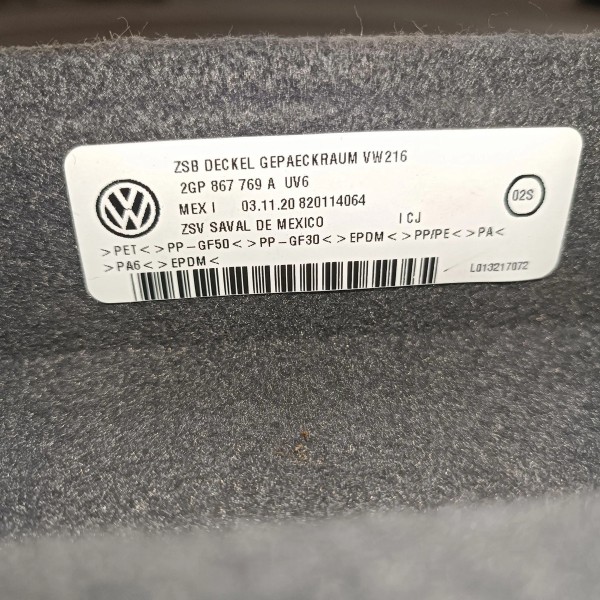 ZSB DECKEL GEPAECKRAUM VW216
2GP 867 769 A UV6
MEX I 03.11.20 820114064
ZSV SAVAL DE MEXICO I CJ
02S
>PET<>PP-GF50<>PP-GF30<>EPDM<>PP/PE<>PA<
>PA6<>EPDM<
L013217072